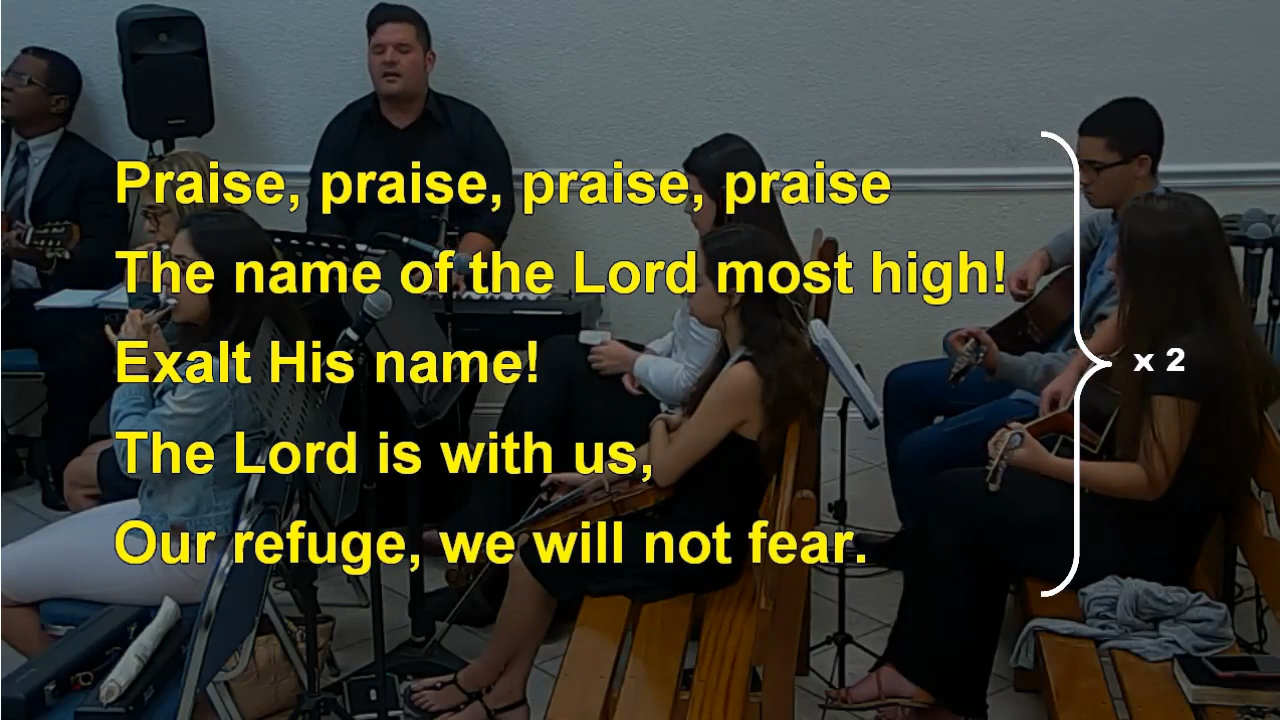 Praise, praise, praise, praise
The name of the Lord most high!
Exalt His name!
The Lord is with us,
Our refuge, we will not fear.
x 2